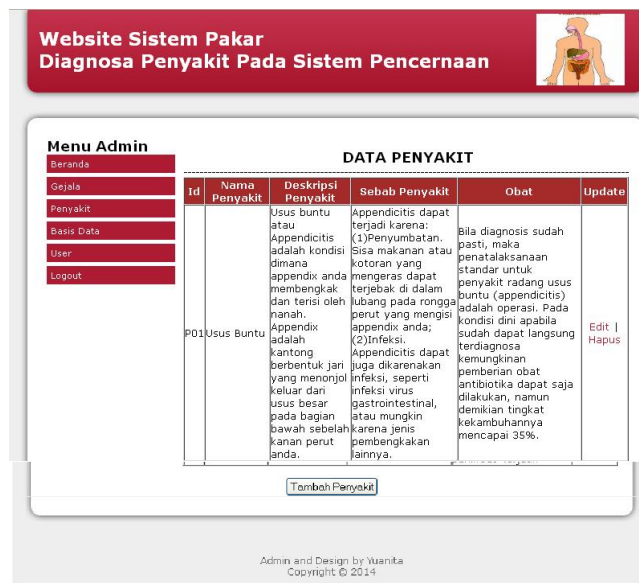 Website Sistem Pakar
Diagnosa Penyakit Pada Sistem Pencernaan
Menu Admin
Beranda
Gejala
Penyakit
Basis Data
User
Logout
DATA PENYAKIT
Id
Nama
Penyakit
Deskripsi
Penyakit
Sebab Penyakit
Obat
Update
P01
Usus Buntu
Usus buntu
atau
Appendicitis
adalah kondisi
dimana
appendix anda
membengkak
dan terisi oleh
nanah.
Appendix
adalah
kantong
berbentuk jari
yang menonjol
keluar dari
usus besar
pada bagian
bawah sebelah
kanan perut
anda.
Appendicitis dapat
terjadi karena:
(1)Penyumbatan.
Sisa makanan atau
kotoran yang
mengeras dapat
terjebak di dalam
lubang pada rongga
perut yang mengisi
appendix anda;
(2)Infeksi.
Appendicitis dapat
juga dikarenakan
infeksi, seperti
infeksi virus
gastrointestinal,
atau mungkin
karena jenis
pembengkakan
lainnya.
Bila diagnosis sudah
pasti, maka
penatalaksanaan
standar untuk
penyakit radang usus
buntu (appendicitis)
adalah operasi. Pada
kondisi dini apabila
sudah dapat langsung
terdiagnosa
kemungkinan
pemberian obat
antibiotika dapat saja
dilakukan, namun
demikian tingkat
kekambuhannya
mencapai 35%.
Edit |
Hapus
Tambah Penyakit
Admin and Design by Yuanita
Copyright © 2014